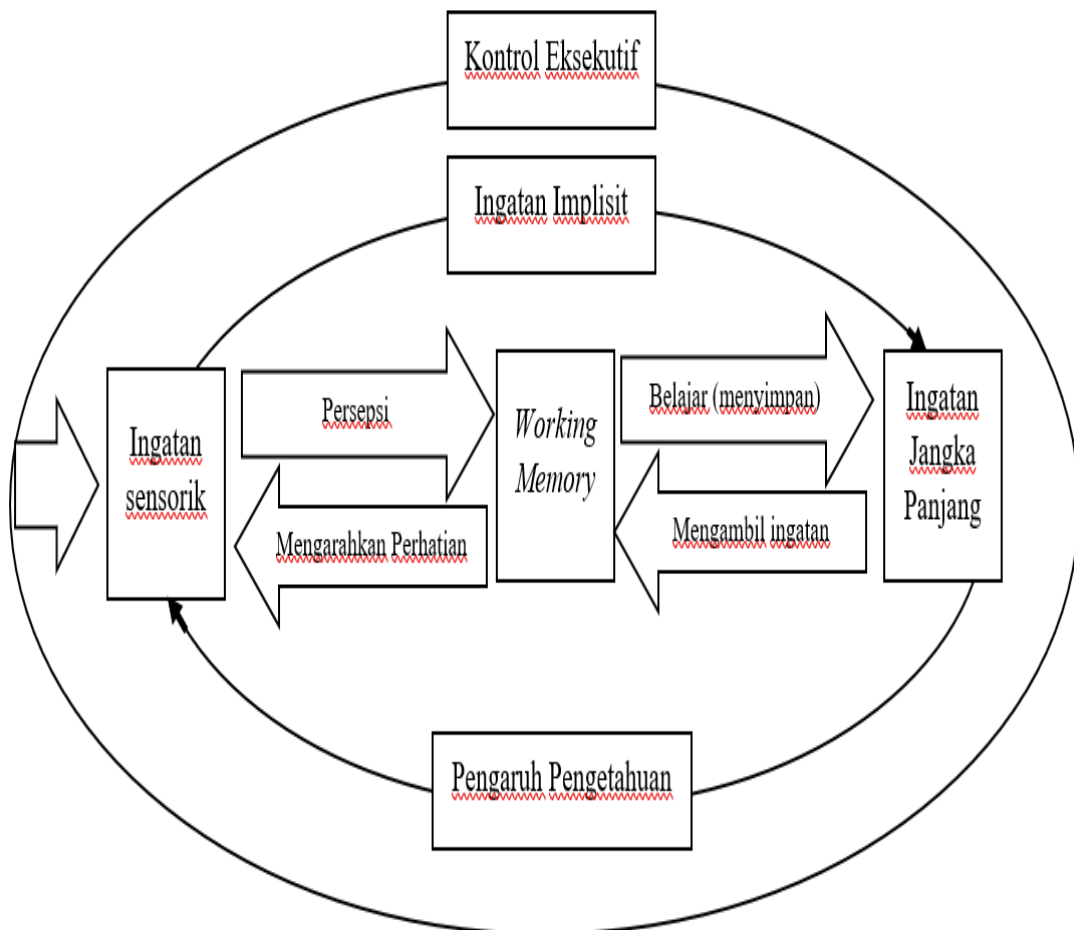 Kontrol Eksekutif
Ingatan Implisit
Ingatan
sensorik
Persepsi
Mengarahkan Perhatian
Working
Memory
Belajar (menyimpan)
Mengambil ingatan
Ingatan
Jangka
Panjang
Pengaruh Pengetahuan